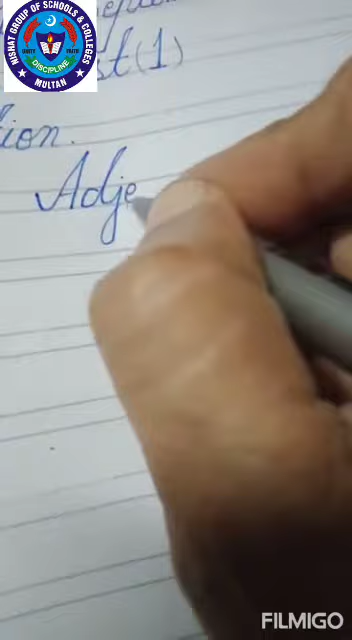 NISHAT GROUP OF SCHOOLS & COLLEGES
UNITY
FAITH
DISCIPLINE
MULTAN
st(1)
ion.
Adje
FILMIGO